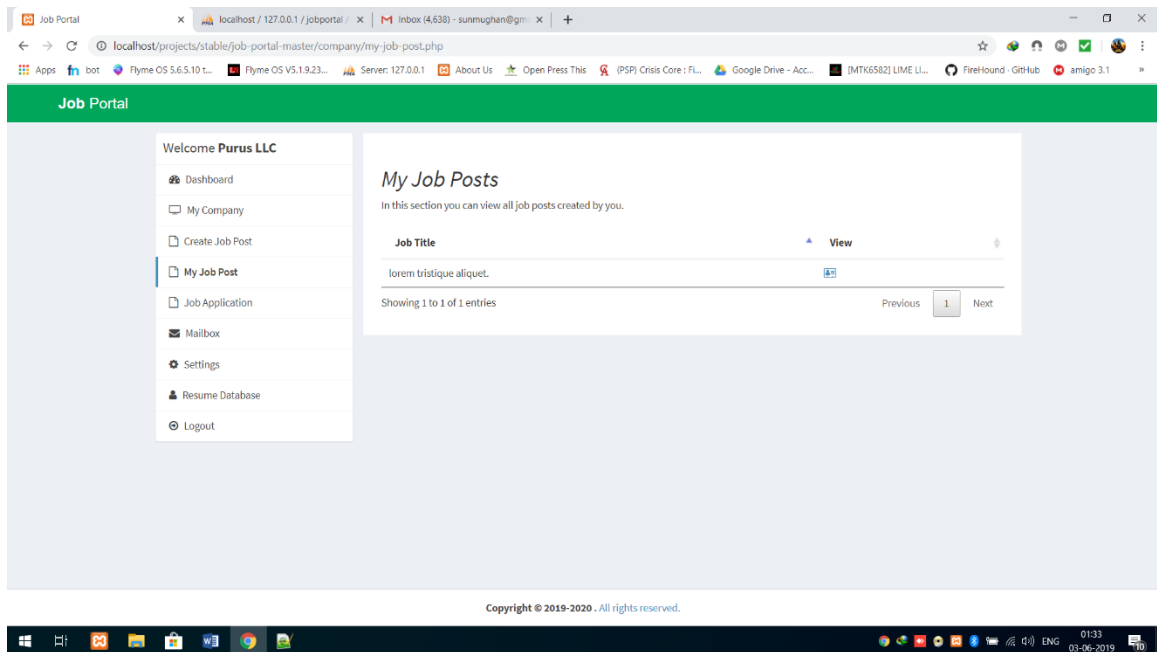 Job Portal
localhost / 127.0.0.1 / jobportal /
Inbox (4,638) - sunmughan@gm
localhost/projects/stable/job-portal-master/company/my-job-post.php
Apps
bot
Flyme OS 5.6.5.10 t...
Flyme OS V5.1.9.23...
Server: 127.0.0.1
About Us
Open Press This
(PSP) Crisis Core : Fi...
Google Drive - Acc...
[MTK6582] LIME LI...
FireHound · GitHub
amigo 3.1
»
Job Portal
Welcome Purus LLC
Dashboard
My Company
Create Job Post
My Job Post
Job Application
Mailbox
Settings
Resume Database
Logout
My Job Posts
In this section you can view all job posts created by you.
Job Title View
lorem tristique aliquet.
Showing 1 to 1 of 1 entries
Previous 1 Next
Copyright © 2019-2020 . All rights reserved.
ENG
01:33
03-06-2019
10